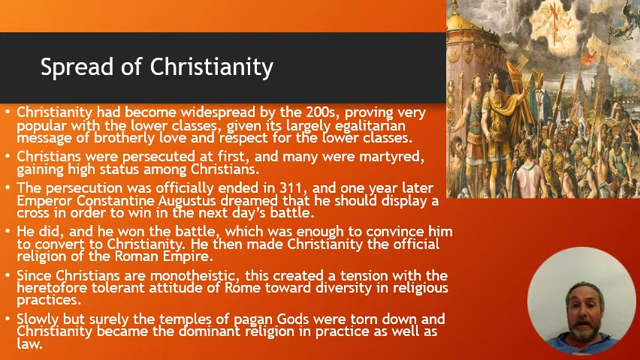 Spread of Christianity
• Christianity had become widespread by the 200s, proving very
popular with the lower classes, given its largely egalitarian
message of brotherly love and respect for the lower classes.
• Christians were persecuted at first, and many were martyred,
gaining high status among Christians.
• The persecution was officially ended in 311, and one year later
Emperor Constantine Augustus dreamed that he should display a
cross in order to win in the next day's battle.
• He did, and he won the battle, which was enough to convince him
to convert to Christianity. He then made Christianity the official
religion of the Roman Empire.
• Since Christians are monotheistic, this created a tension with the
heretofore tolerant attitude of Rome toward diversity in religious
practices.
• Slowly but surely the temples of pagan Gods were torn down and
Christianity became the dominant religion in practice as well as
law.